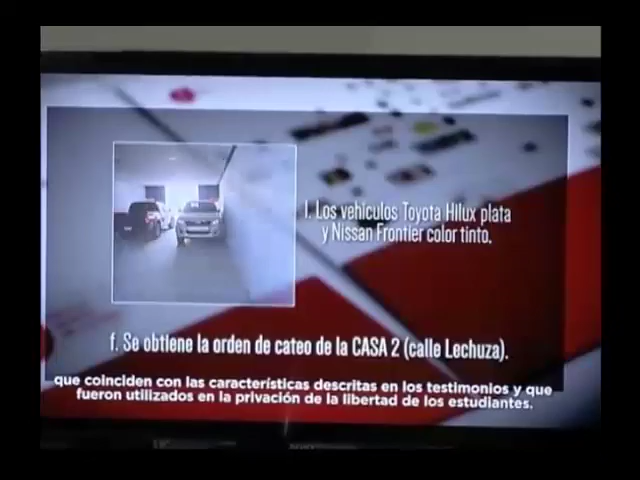 l. Los vehículos Toyota Hilux plata
y Nissan Frontier color tinto.
f. Se obtiene la orden de cateo de la CASA 2 (calle Lechuza).
que coinciden con las características descritas en los testimonios y que
fueron utilizados en la privación de la libertad de los estudiantes.